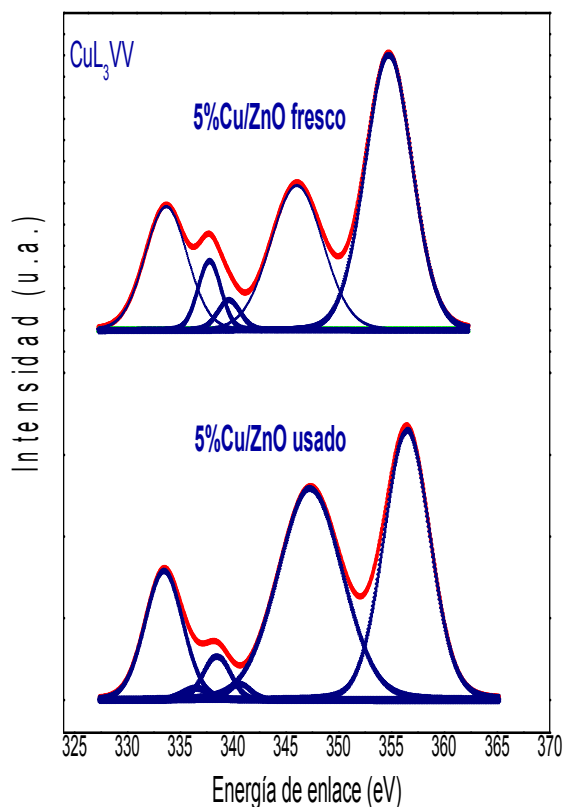 CuL₃VV
5%Cu/ZnO fresco
5%Cu/ZnO usado
Intensidad (u.a.)
325 330 335 340 345 350 355 360 365 370
Energía de enlace (eV)